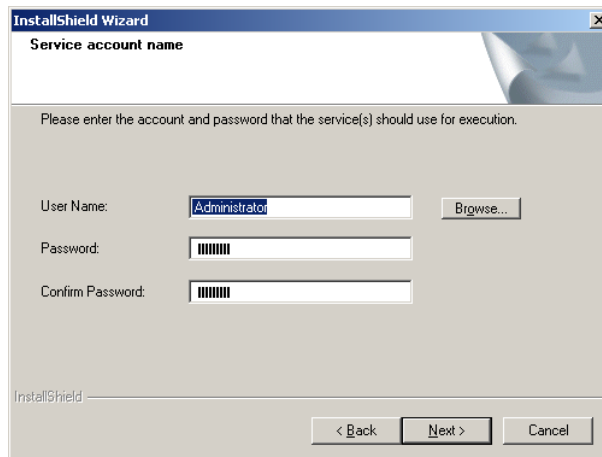 InstallShield Wizard
Service account name
Please enter the account and password that the service(s) should use for execution.
User Name:
Administrator
Browse...
Password:
Confirm Password:
InstallShield
< Back
Next >
Cancel